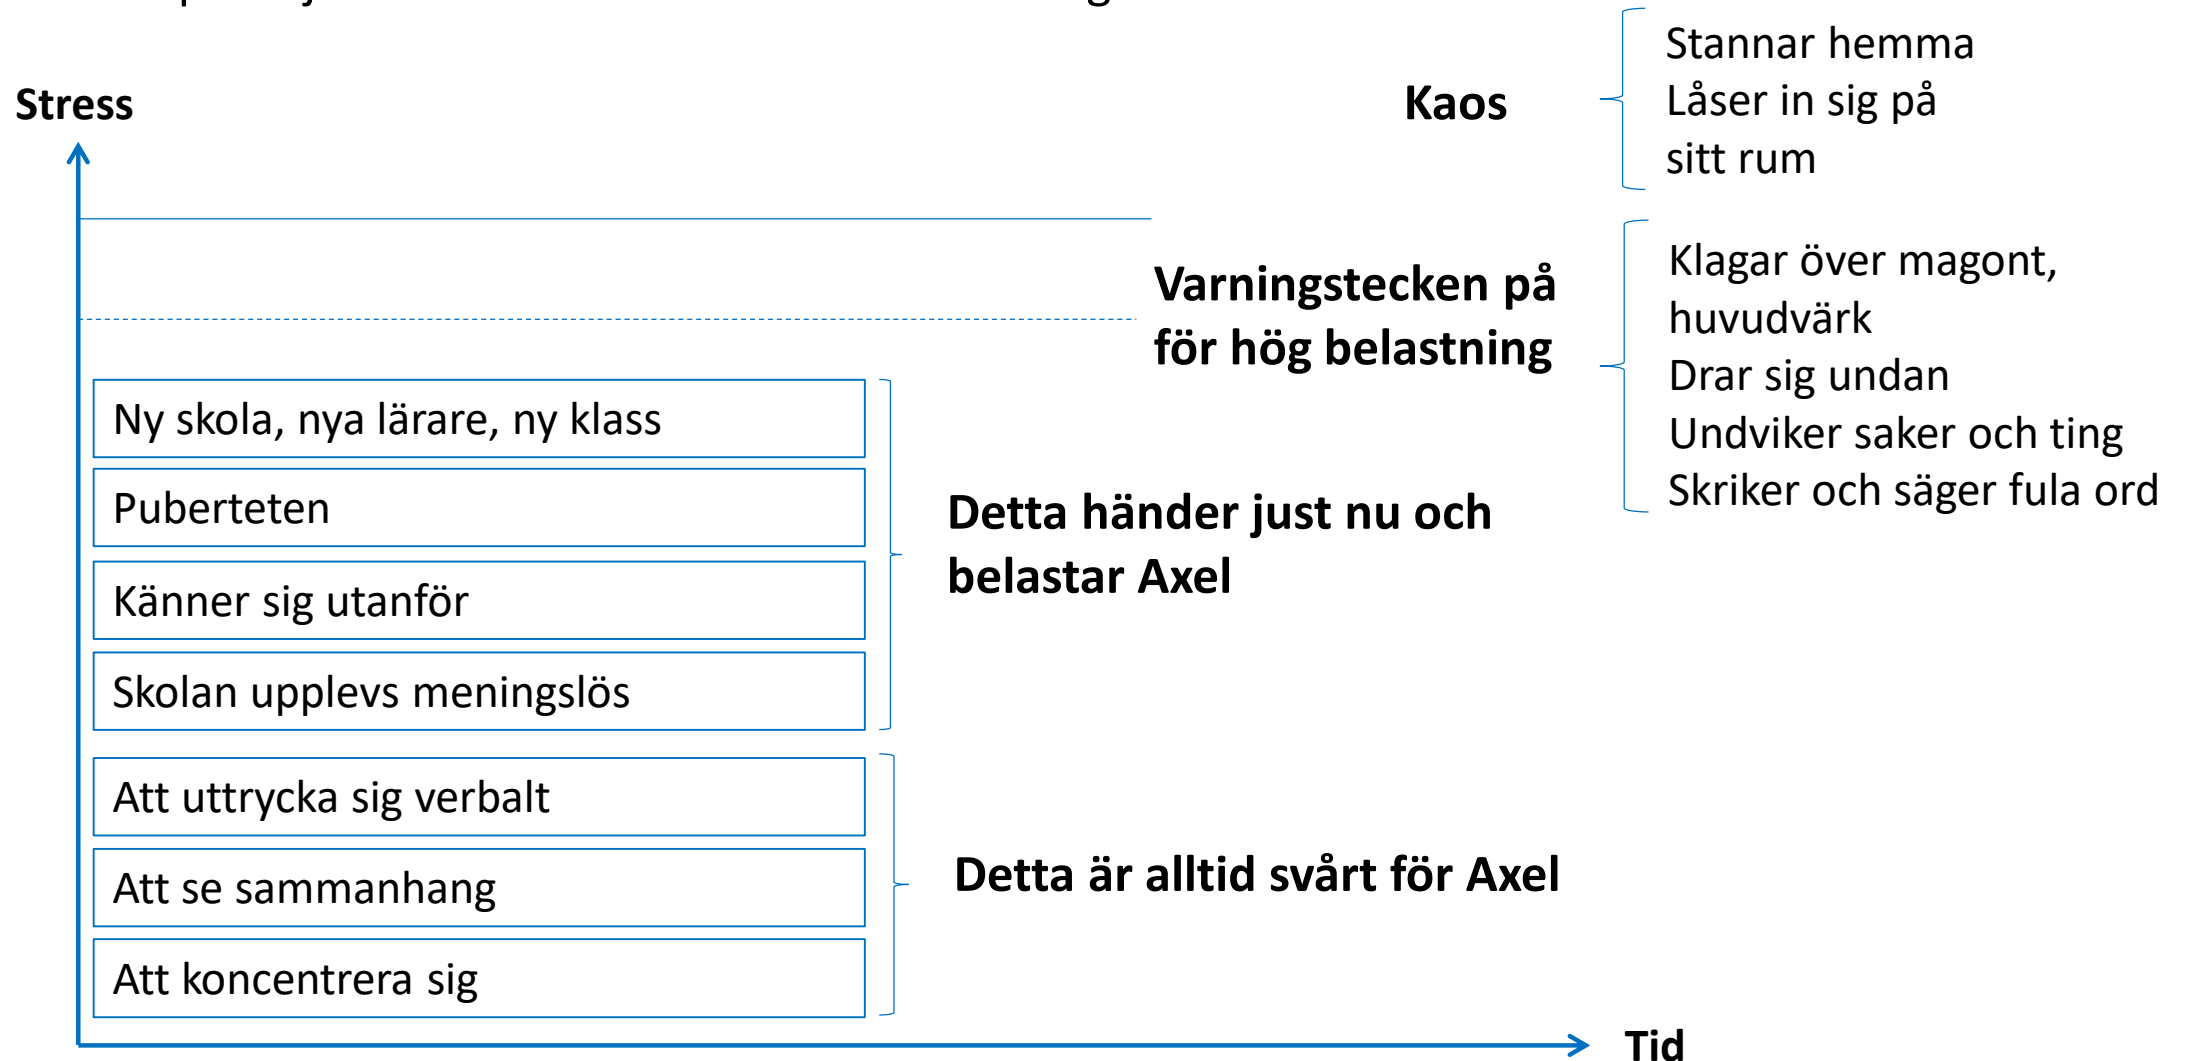 Stress
Kaos
Stannar hemma
Låser in sig på
sitt rum
Varningstecken på
för hög belastning
Klagar över magont,
huvudvärk
Drar sig undan
Undviker saker och ting
Skriker och säger fula ord
Ny skola, nya lärare, ny klass
Puberteten
Känner sig utanför
Skolan upplevs meningslös
Detta händer just nu och
belastar Axel
Att uttrycka sig verbalt
Att se sammanhang
Att koncentrera sig
Detta är alltid svårt för Axel
Tid